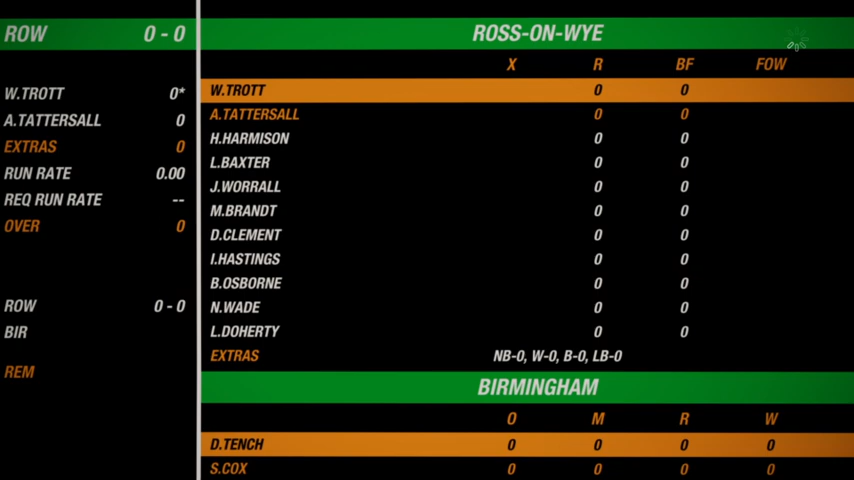 ROW 0 - 0
W.TROTT 0*
A.TATTERSALL 0
EXTRAS 0
RUN RATE 0.00
REQ RUN RATE --
OVER 0
ROW 0 - 0
BIR
REM
ROSS-ON-WYE
X R BF FOW
W.TROTT 0 0
A.TATTERSALL 0 0
H.HARMISON 0 0
L.BAXTER 0 0
J.WORRALL 0 0
M.BRANDT 0 0
D.CLEMENT 0 0
I.HASTINGS 0 0
B.OSBORNE 0 0
N.WADE 0 0
L.DOHERTY 0 0
EXTRAS NB-0, W-0, B-0, LB-0
BIRMINGHAM
O M R W
D.TENCH 0 0 0 0
S.COX 0 0 0 0